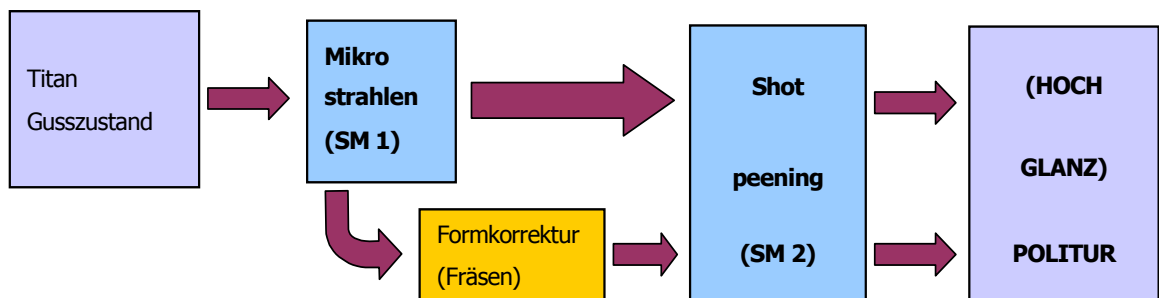 Titan
Gusszustand
Mikro
strahlen
(SM 1)
Formkorrektur
(Fräsen)
Shot
peening
(SM 2)
(HOCH
GLANZ)
POLITUR